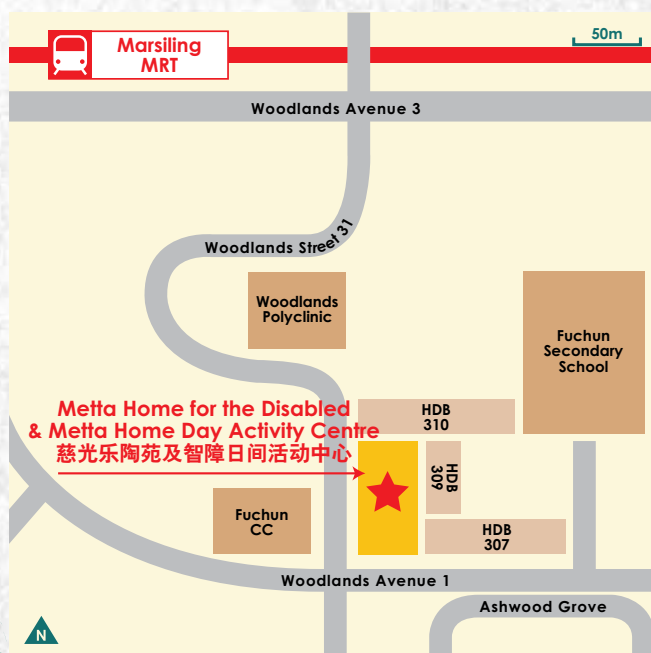 Marsiling
MRT
50m
Woodlands Avenue 3
Woodlands Street 31
Woodlands
Polyclinic
Fuchun
Secondary
School
Metta Home for the Disabled
& Metta Home Day Activity Centre
慈光乐陶苑及智障日间活动中心
HDB
310
HDB
309
Fuchun
CC
HDB
307
Woodlands Avenue 1
Ashwood Grove
N